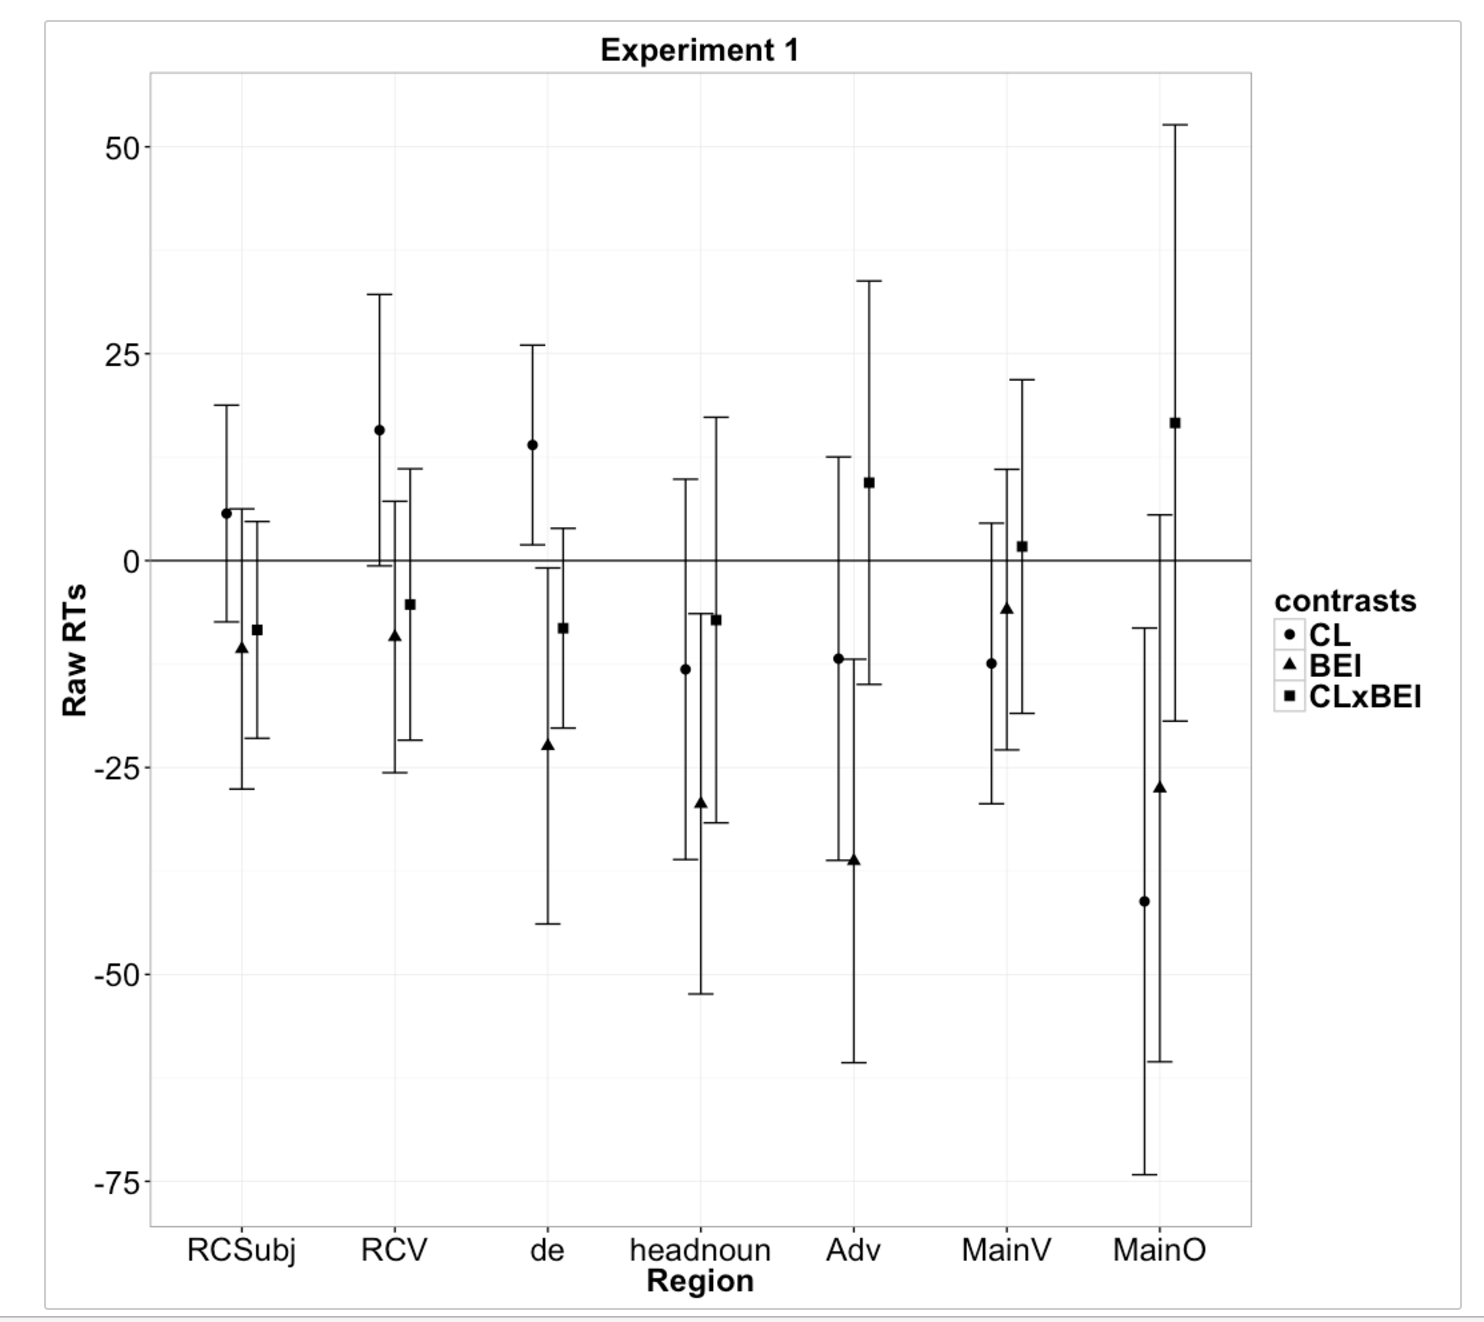 Experiment 1
50
25
0
-25
-50
-75
Raw RTs
RCSubj RCV de headnoun Adv MainV MainO
Region
contrasts
CL
BEI
CLxBEI